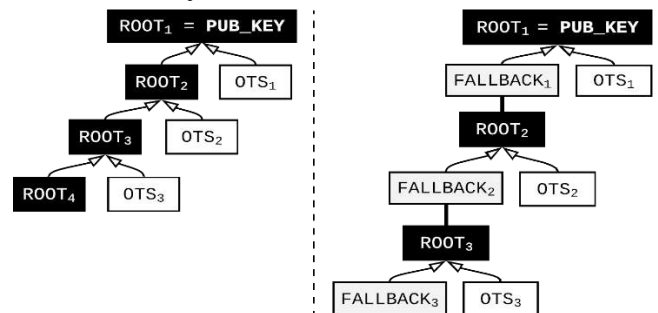 ROOT₁ = PUB_KEY
ROOT₂
OTS₁
ROOT₃
OTS₂
ROOT₄
OTS₃
ROOT₁ = PUB_KEY
FALLBACK₁
OTS₁
ROOT₂
FALLBACK₂
OTS₂
ROOT₃
FALLBACK₃
OTS₃